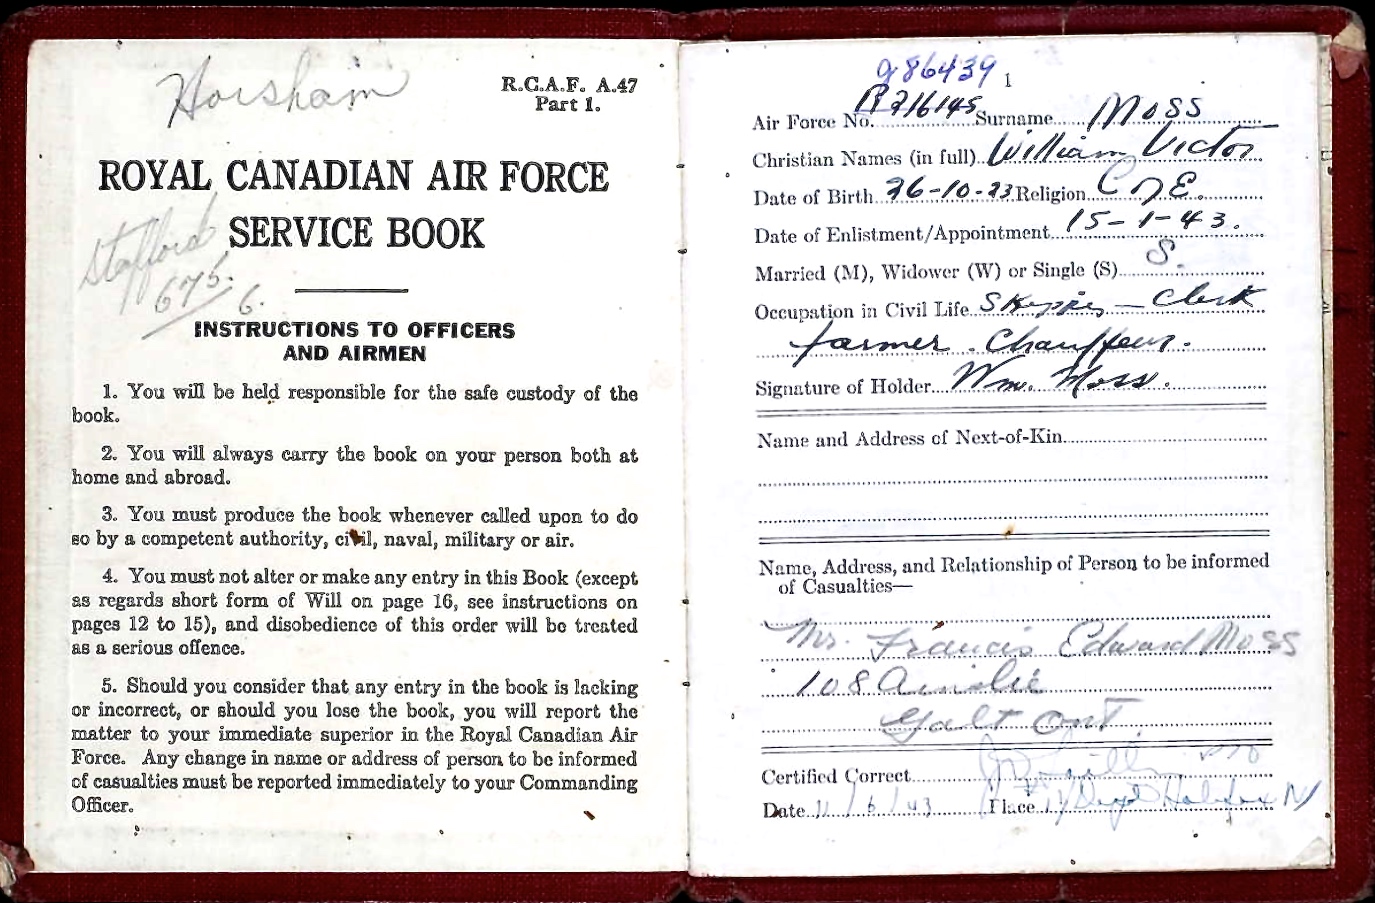 Horsham
R.C.A.F. A.47
Part 1.
ROYAL CANADIAN AIR FORCE
SERVICE BOOK
Stafford
675.
6.
INSTRUCTIONS TO OFFICERS
AND AIRMEN
1. You will be held responsible for the safe custody of the
book.
2. You will always carry the book on your person both at
home and abroad.
3. You must produce the book whenever called upon to do
so by a competent authority, civil, naval, military or air.
4. You must not alter or make any entry in this Book (except
as regards short form of Will on page 16, see instructions on
pages 12 to 15), and disobedience of this order will be treated
as a serious offence.
5. Should you consider that any entry in the book is lacking
or incorrect, or should you lose the book, you will report the
matter to your immediate superior in the Royal Canadian Air
Force. Any change in name or address of person to be informed
of casualties must be reported immediately to your Commanding
Officer.
J86439
1
Air Force No. R216145 Surname Moss
Christian Names (in full) William Victor
Date of Birth 26-10-23 Religion C of E.
Date of Enlistment/Appointment 15-1-43.
Married (M), Widower (W) or Single (S) S.
Occupation in Civil Life - Clerk
farmer. Chauffeur.
Signature of Holder Wm. Moss.
Name and Address of Next-of-Kin
Name, Address, and Relationship of Person to be informed
of Casualties—
Mr. Francis Edward Moss
108 Ainslie
Galt Ont
Certified Correct
Date 11/6/43 Place Halifax NS